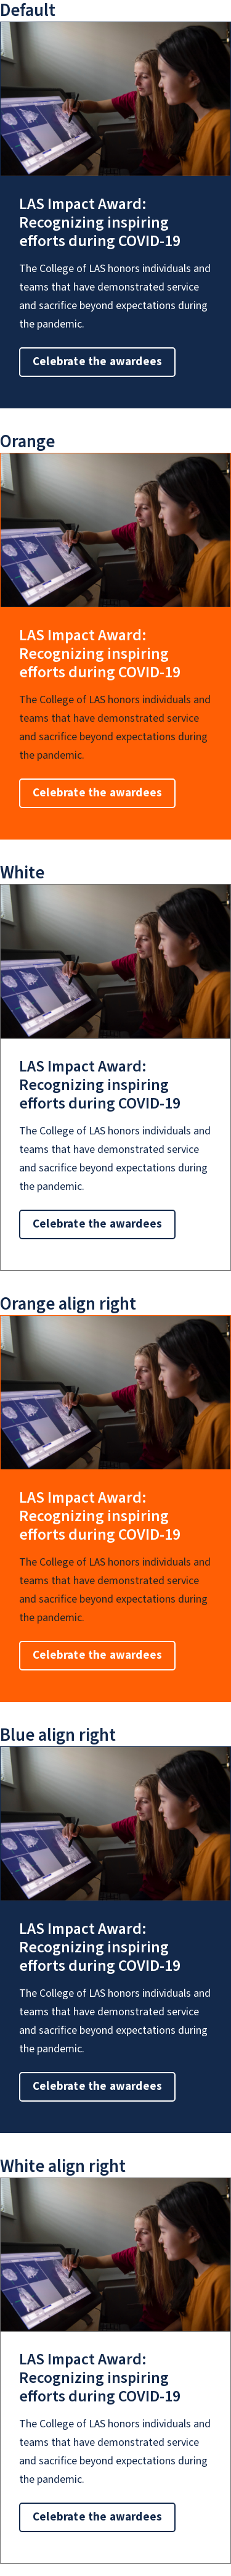 Default
LAS Impact Award:
Recognizing inspiring
efforts during COVID-19
The College of LAS honors individuals and
teams that have demonstrated service
and sacrifice beyond expectations during
the pandemic.
Celebrate the awardees
Orange
LAS Impact Award:
Recognizing inspiring
efforts during COVID-19
The College of LAS honors individuals and
teams that have demonstrated service
and sacrifice beyond expectations during
the pandemic.
Celebrate the awardees
White
LAS Impact Award:
Recognizing inspiring
efforts during COVID-19
The College of LAS honors individuals and
teams that have demonstrated service
and sacrifice beyond expectations during
the pandemic.
Celebrate the awardees
Orange align right
LAS Impact Award:
Recognizing inspiring
efforts during COVID-19
The College of LAS honors individuals and
teams that have demonstrated service
and sacrifice beyond expectations during
the pandemic.
Celebrate the awardees
Blue align right
LAS Impact Award:
Recognizing inspiring
efforts during COVID-19
The College of LAS honors individuals and
teams that have demonstrated service
and sacrifice beyond expectations during
the pandemic.
Celebrate the awardees
White align right
LAS Impact Award:
Recognizing inspiring
efforts during COVID-19
The College of LAS honors individuals and
teams that have demonstrated service
and sacrifice beyond expectations during
the pandemic.
Celebrate the awardees